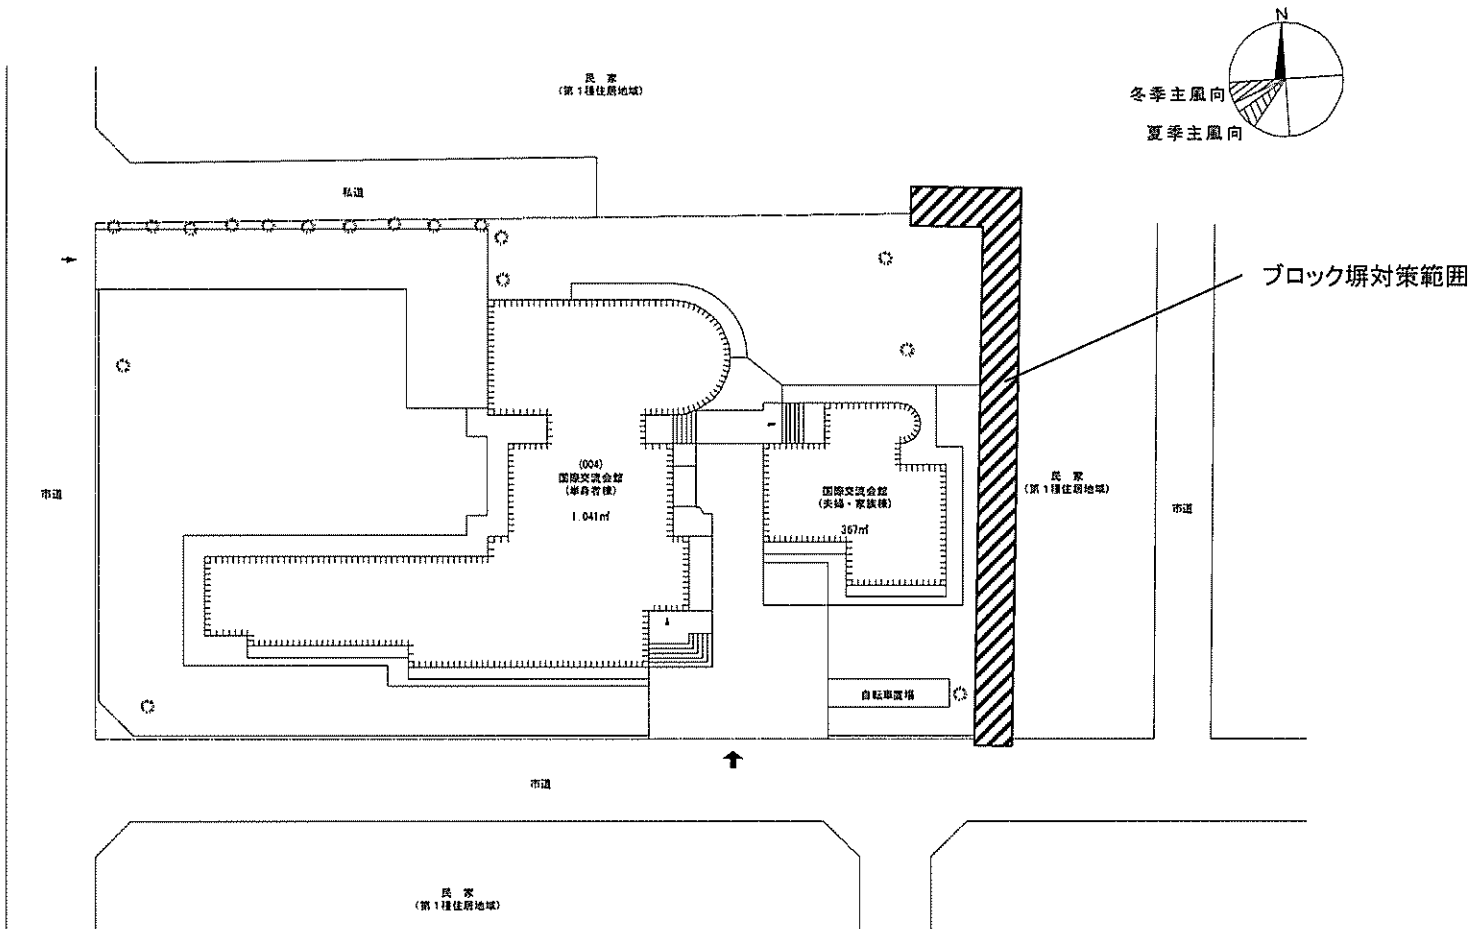 N
冬季主風向
夏季主風向
民 家
(第1種住居地域)
私道
ブロック塀対策範囲
(004)
国際交流会館
(単身者棟)
1,041㎡
国際交流会館
(夫婦・家族棟)
367㎡
民 家
(第1種住居地域)
市道
市道
自転車置場
市道
民 家
(第1種住居地域)